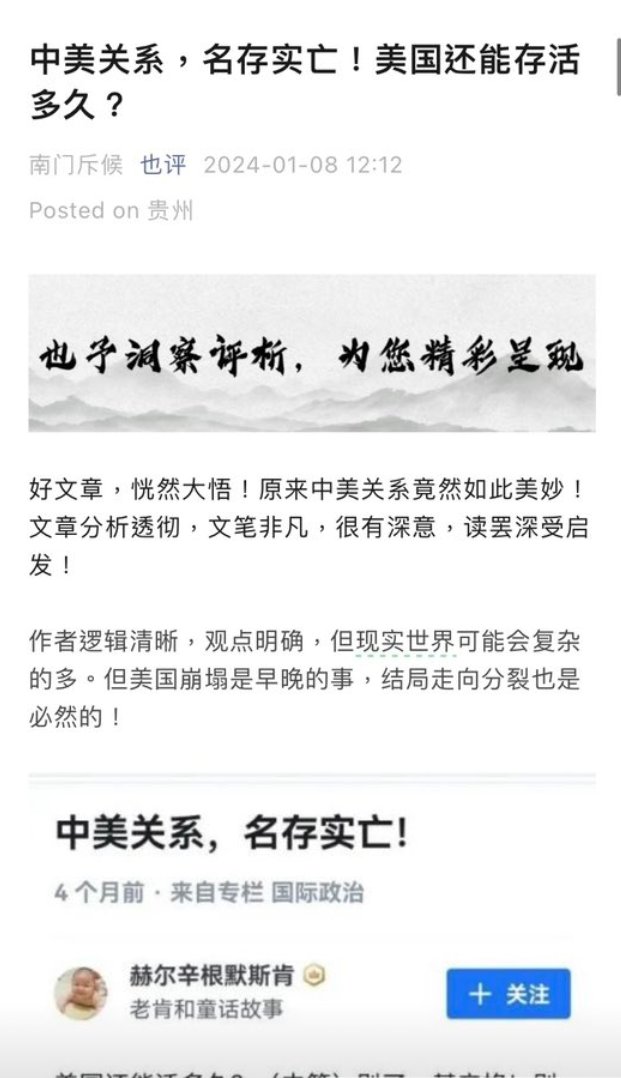 中美关系，名存实亡！美国还能存活
多久？
南门斥候 也评 2024-01-08 12:12
Posted on 贵州
也予洞察评析，为您精彩呈现
好文章，恍然大悟！原来中美关系竟然如此美妙！
文章分析透彻，文笔非凡，很有深意，读罢深受启
发！
作者逻辑清晰，观点明确，但现实世界可能会复杂
的多。但美国崩塌是早晚的事，结局走向分裂也是
必然的！
中美关系，名存实亡!
4 个月前 · 来自专栏 国际政治
赫尔辛根默斯肯
老肯和童话故事
＋ 关注